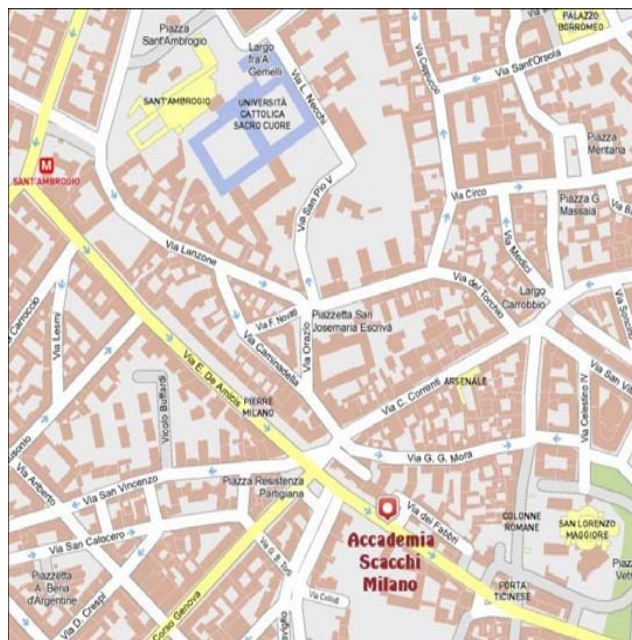 Piazza
Sant'Ambrogio
Largo
fra A
Gemelli
PALAZZO
BORROMEO
Via Cappuccio
Via Sant'Orsola
SANT'AMBROGIO
UNIVERSITÀ
CATTOLICA
SACRO CUORE
Via L. Necchi
Piazza
Mentana
M
SANT'AMBROGIO
Via San Pio V
Via Circo
Piazza G
Massaia
Via Lanzone
Via Medici
Via del Torchio
Largo
Carrobbio
Via Carroccio
Via Lesmi
Via F. Novati
Piazzetta San
Josemaria Escrivà
Via Orazio
Via Caminadella
Via E. De Amicis
Via C. Correnti
ARSENALE
PIERRE
MILANO
Vicolo Buffardi
Via Celestino IV
Via G. G. Mora
Via Ariberto
Via San Vincenzo
Piazza Resistenza
Partigiana
Via dei Fabbri
COLONNE
ROMANE
SAN LORENZO
MAGGIORE
Via San Calocero
Accademia
Scacchi
Milano
Piazzetta
A. Bena
d'Argentine
Via D. Crespi
Corso Genova
PORTA
TICINESE